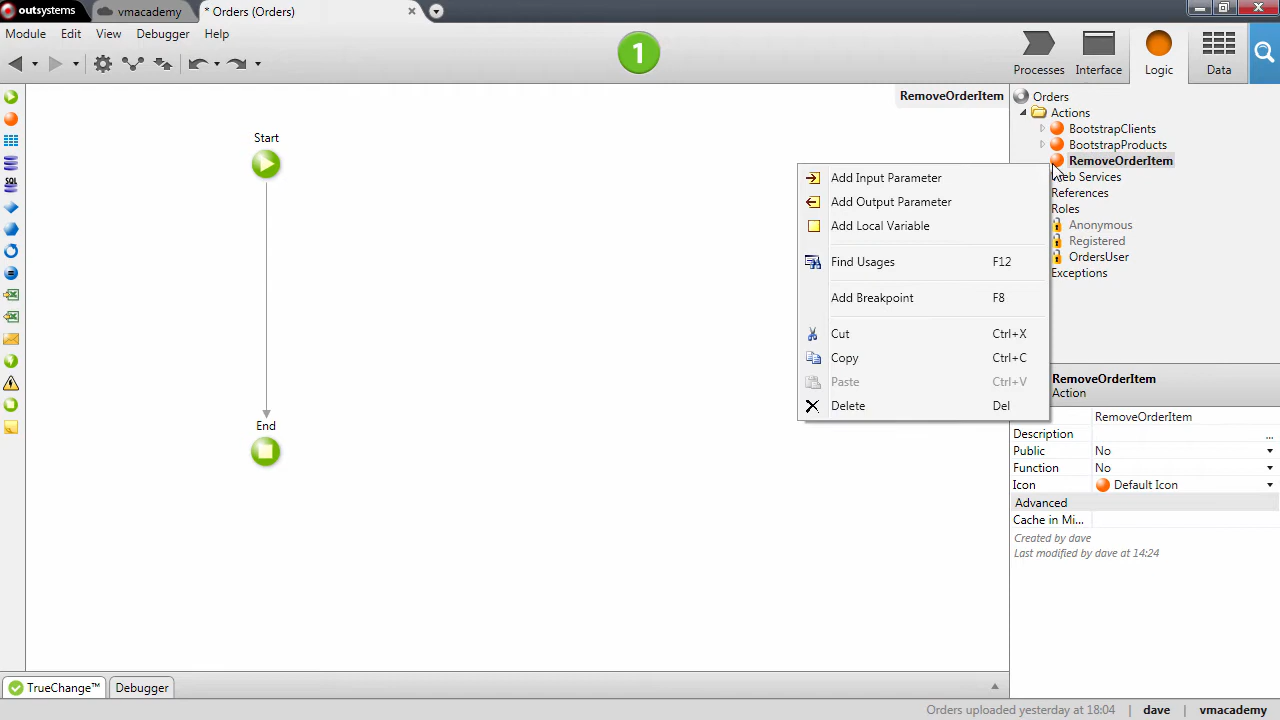 outsystems
vmacademy
* Orders (Orders)
Module Edit View Debugger Help
1
Processes Interface Logic Data
RemoveOrderItem
Start
End
Orders
Actions
BootstrapClients
BootstrapProducts
RemoveOrderItem
eb Services
References
Roles
Anonymous
Registered
OrdersUser
Exceptions
Add Input Parameter
Add Output Parameter
Add Local Variable
Find Usages F12
Add Breakpoint F8
Cut Ctrl+X
Copy Ctrl+C
Paste Ctrl+V
Delete Del
SQL
RemoveOrderItem
Action
RemoveOrderItem
Description ...
Public No
Function No
Icon Default Icon
Advanced
Cache in Mi...
Created by dave
Last modified by dave at 14:24
TrueChange™ Debugger
Orders uploaded yesterday at 18:04 | dave | vmacademy